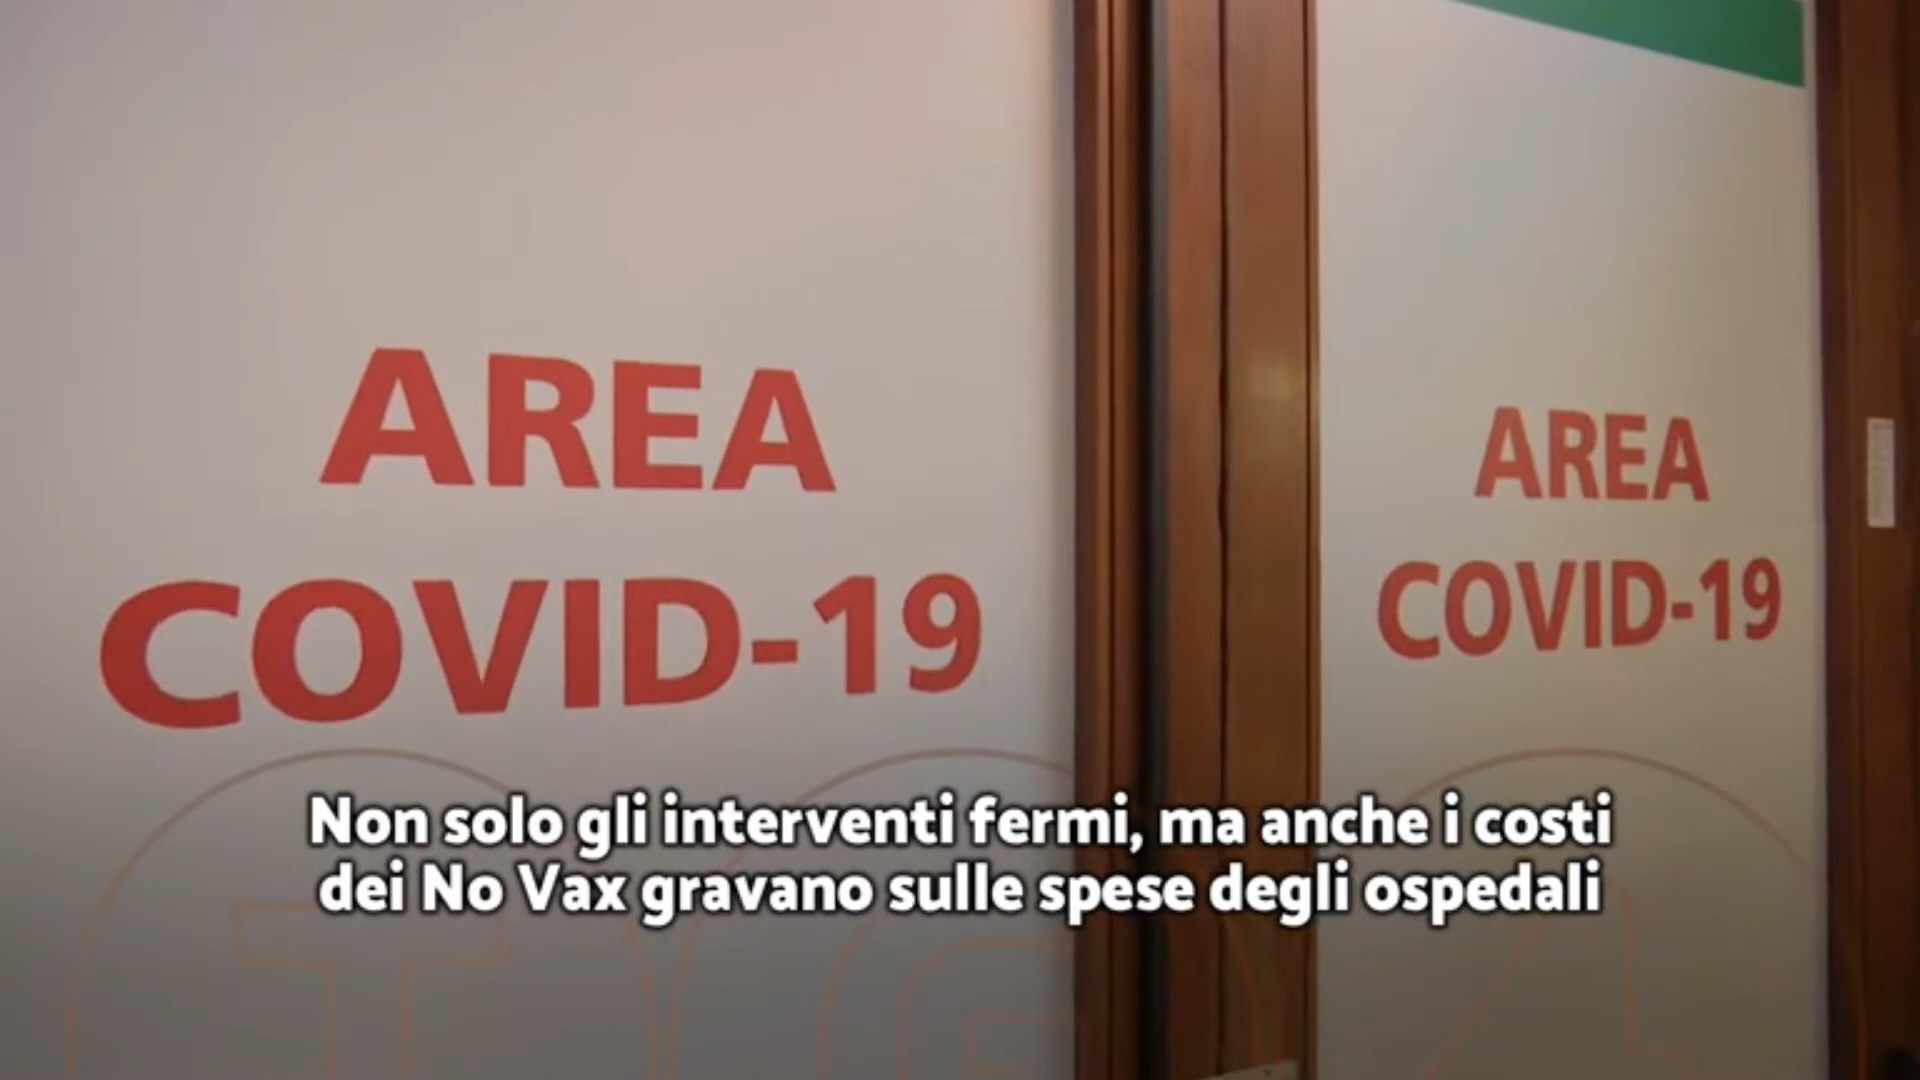 AREA
COVID-19
AREA
COVID-19
Non solo gli interventi fermi, ma anche i costi
dei No Vax gravano sulle spese degli ospedali